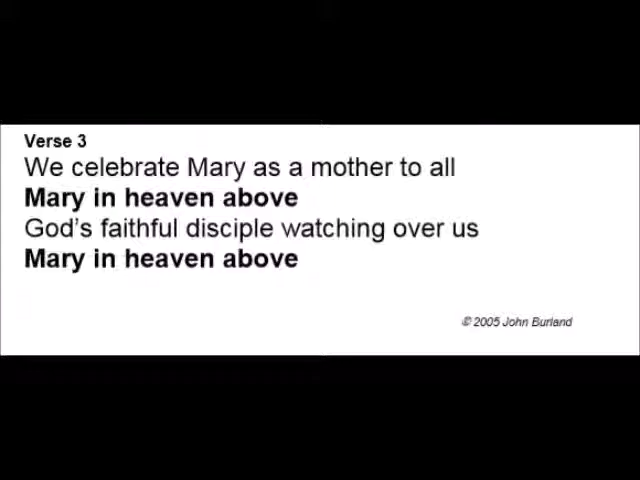 Verse 3
We celebrate Mary as a mother to all
Mary in heaven above
God's faithful disciple watching over us
Mary in heaven above
© 2005 John Burland